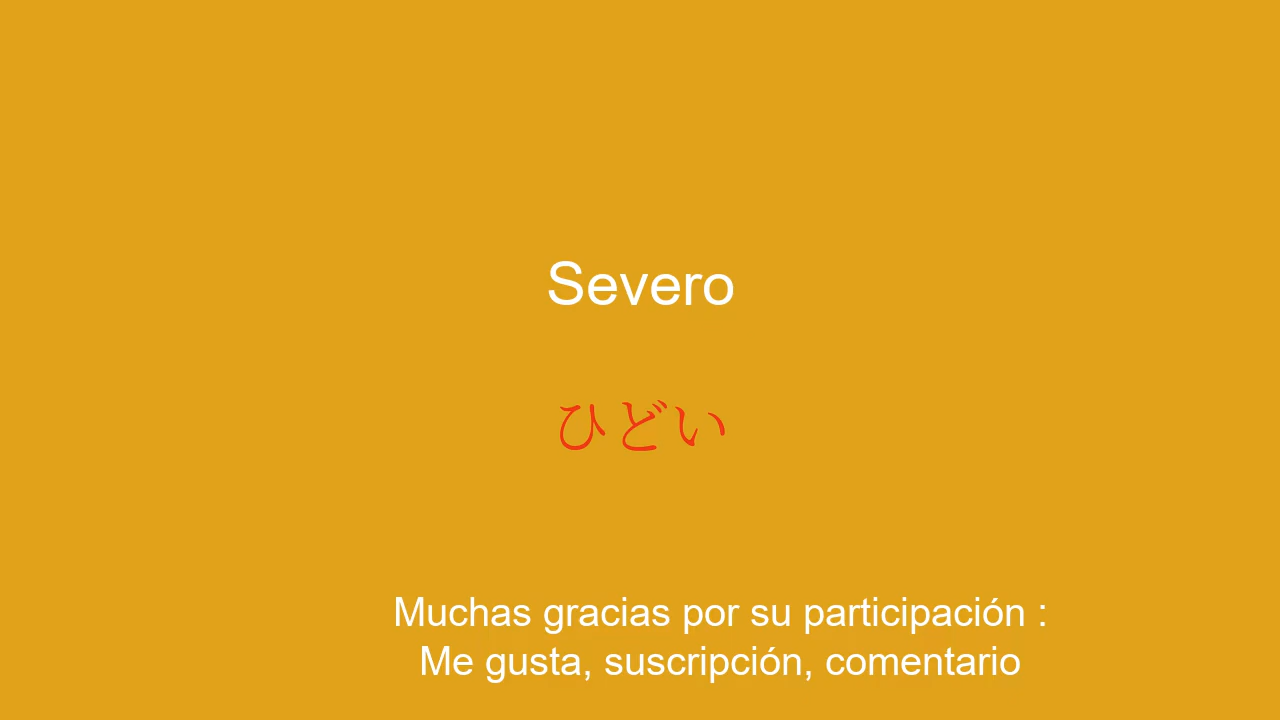 Severo
ひどい
Muchas gracias por su participación :
Me gusta, suscripción, comentario